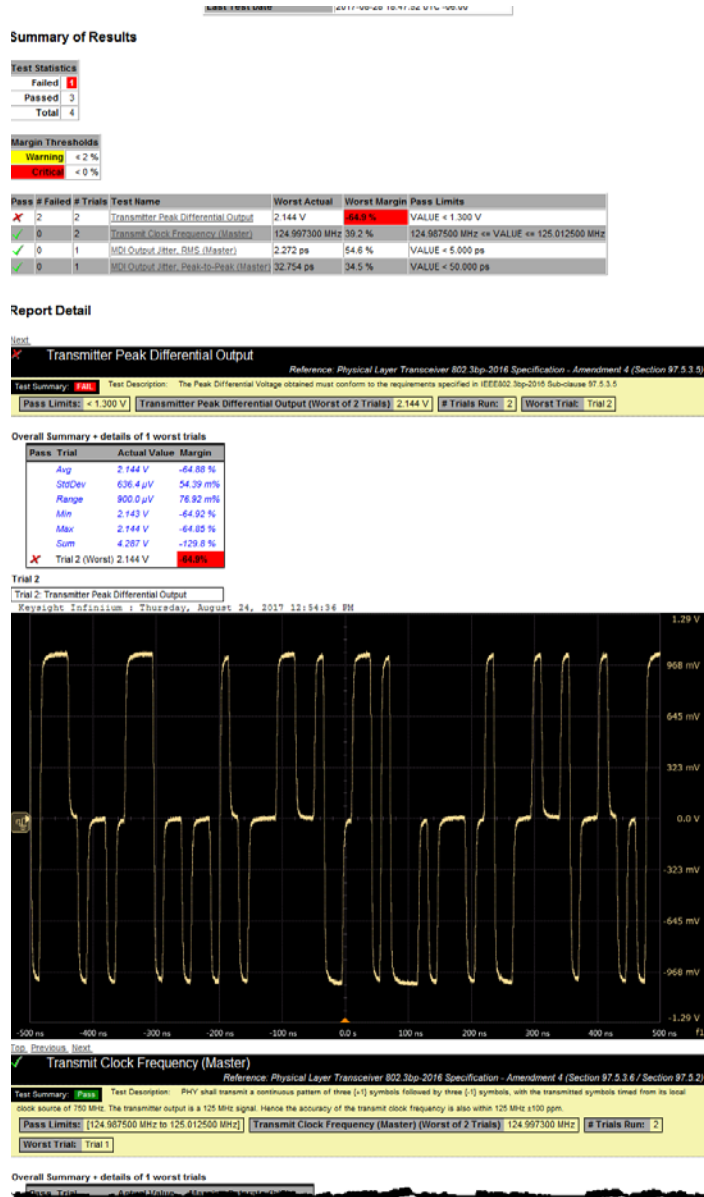 Last Test Date 2017-08-28 18:47:52 UTC -06:00
Summary of Results
Test Statistics
Failed 1
Passed 3
Total 4
Margin Thresholds
Warning < 2 %
Critical < 0 %
Pass # Failed # Trials Test Name Worst Actual Worst Margin Pass Limits
2 2 Transmitter Peak Differential Output 2.144 V -64.9 % VALUE < 1.300 V
0 2 Transmit Clock Frequency (Master) 124.997300 MHz 39.2 % 124.987500 MHz <= VALUE <= 125.012500 MHz
0 1 MDI Output Jitter, RMS (Master) 2.272 ps 54.6 % VALUE < 5.000 ps
0 1 MDI Output Jitter, Peak-to-Peak (Master) 32.754 ps 34.5 % VALUE < 50.000 ps
Report Detail
Next
Transmitter Peak Differential Output
Reference: Physical Layer Transceiver 802.3bp-2016 Specification - Amendment 4 (Section 97.5.3.5)
Test Summary: FAIL Test Description: The Peak Differential Voltage obtained must conform to the requirements specified in IEEE802.3bp-2016 Sub-clause 97.5.3.5
Pass Limits: < 1.300 V Transmitter Peak Differential Output (Worst of 2 Trials) 2.144 V # Trials Run: 2 Worst Trial: Trial 2
Overall Summary + details of 1 worst trials
Pass Trial Actual Value Margin
Avg 2.144 V -64.88 %
StdDev 636.4 µV 54.39 m%
Range 900.0 µV 76.92 m%
Min 2.143 V -64.92 %
Max 2.144 V -64.85 %
Sum 4.287 V -129.8 %
Trial 2 (Worst) 2.144 V -64.9%
Trial 2
Trial 2: Transmitter Peak Differential Output
Keysight Infiniium : Thursday, August 24, 2017 12:54:36 PM
1.29 V
968 mV
645 mV
323 mV
0.0 V
-323 mV
-645 mV
-968 mV
-1.29 V
-500 ns -400 ns -300 ns -200 ns -100 ns 0.0 s 100 ns 200 ns 300 ns 400 ns 500 ns f1
Top Previous Next
Transmit Clock Frequency (Master)
Reference: Physical Layer Transceiver 802.3bp-2016 Specification - Amendment 4 (Section 97.5.3.6 / Section 97.5.2)
Test Summary: Pass Test Description: PHY shall transmit a continuous pattern of three {+1} symbols followed by three {-1} symbols, with the transmitted symbols timed from its local
clock source of 750 MHz. The transmitter output is a 125 MHz signal. Hence the accuracy of the transmit clock frequency is also within 125 MHz ±100 ppm.
Pass Limits: [124.987500 MHz to 125.012500 MHz] Transmit Clock Frequency (Master) (Worst of 2 Trials) 124.997300 MHz # Trials Run: 2
Worst Trial: Trial 1
Overall Summary + details of 1 worst trials
Pass Trial Actual Value